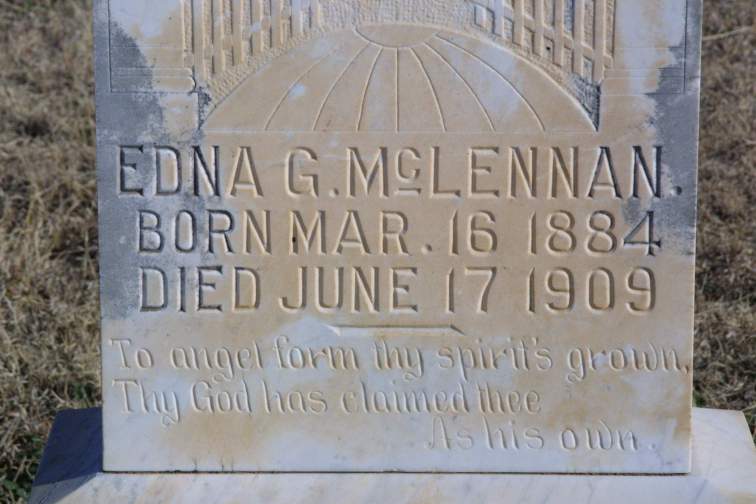 EDNA G. McLENNAN.
BORN MAR. 16 1884
DIED JUNE 17 1909
To angel form thy spirit's grown,
Thy God has claimed thee
As his own.